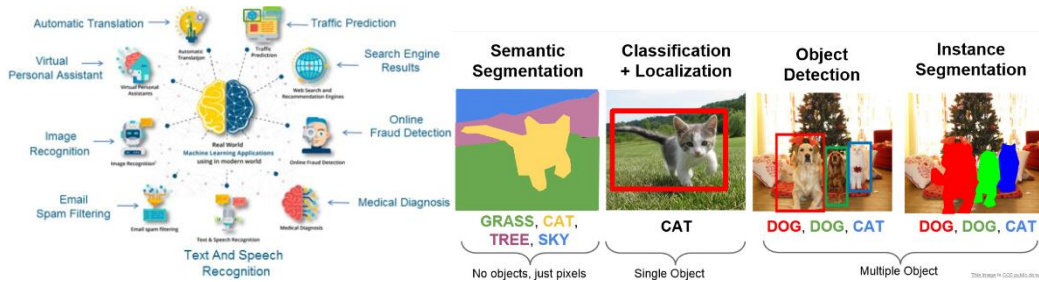 Automatic Translation
Traffic Prediction
Automatic
Translation
Traffic
Prediction
Virtual
Personal Assistant
Virtual Personal
Assistants
Search Engine
Results
Web Search and
Recommendation Engines
Image
Recognition
Image Recognition
Real World
Machine Learning Applications
using in modern world
Online
Fraud Detection
Online Fraud Detection
Email
Spam Filtering
Email spam filtering
Text & Speech Recognition
Medical Diagnosis
Medical Diagnosis
Text And Speech
Recognition
Semantic
Segmentation
GRASS, CAT,
TREE, SKY
No objects, just pixels
Classification
+ Localization
CAT
Single Object
Object
Detection
DOG, DOG, CAT
Instance
Segmentation
DOG, DOG, CAT
Multiple Object